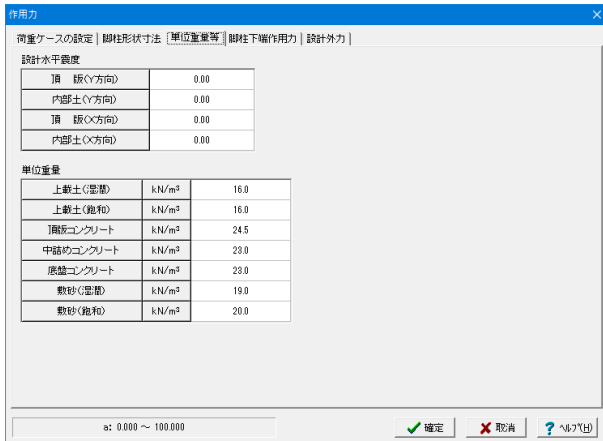 作用力
荷重ケースの設定 脚柱形状寸法 単位重量等 脚柱下端作用力 設計外力
設計水平震度
頂 版(Y方向) 0.00
内部土(Y方向) 0.00
頂 版(X方向) 0.00
内部土(X方向) 0.00
単位重量
上載土(湿潤) kN/m³ 16.0
上載土(飽和) kN/m³ 16.0
頂版コンクリート kN/m³ 24.5
中詰めコンクリート kN/m³ 23.0
底盤コンクリート kN/m³ 23.0
敷砂(湿潤) kN/m³ 19.0
敷砂(飽和) kN/m³ 20.0
a: 0.000 ～ 100.000
確定 取消 ? ﾍﾙﾌﾟ(H)